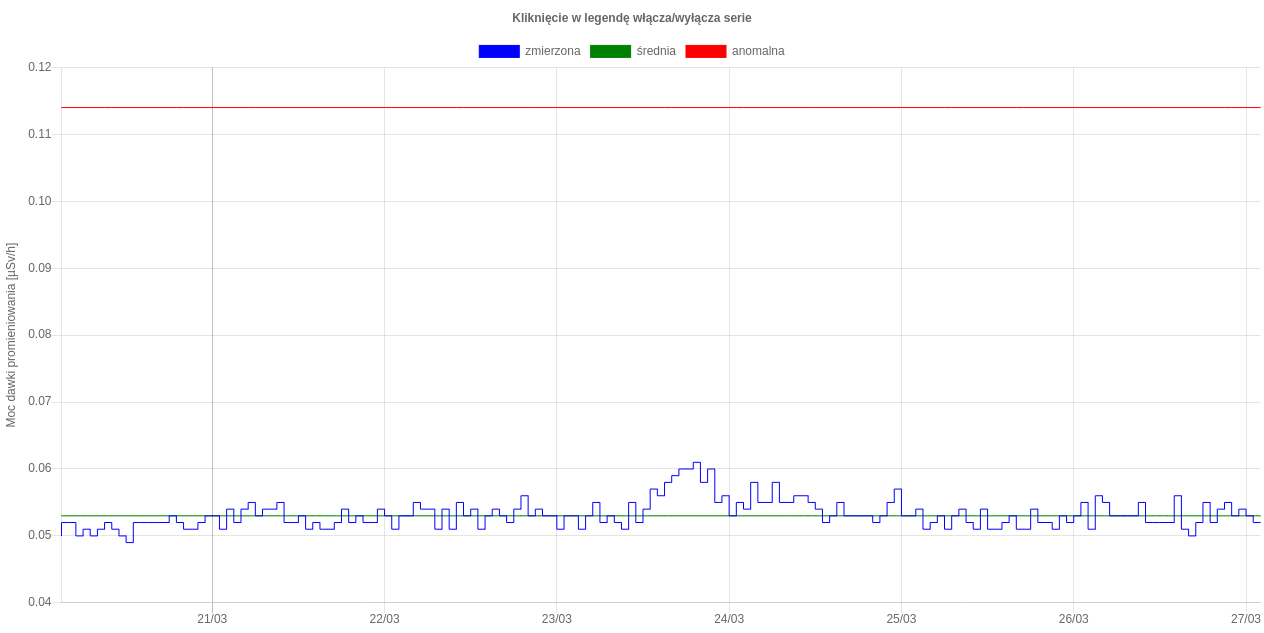 Kliknięcie w legendę włącza/wyłącza serie
zmierzona średnia anomalna
Moc dawki promieniowania [µSv/h]
0.12
0.11
0.10
0.09
0.08
0.07
0.06
0.05
0.04
21/03 22/03 23/03 24/03 25/03 26/03 27/03